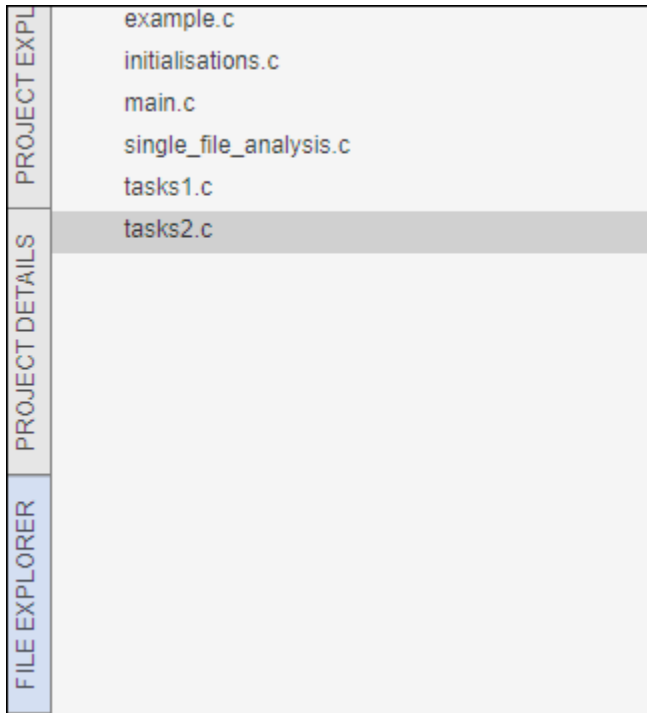 example.c
initialisations.c
main.c
single_file_analysis.c
tasks1.c
tasks2.c
PROJECT EXPL
PROJECT DETAILS
FILE EXPLORER